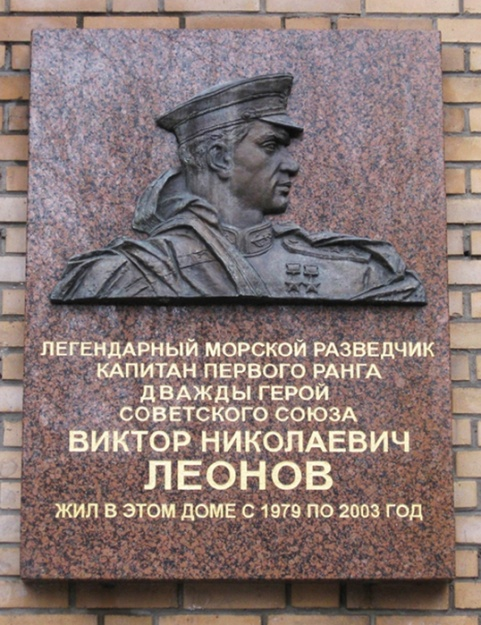 ЛЕГЕНДАРНЫЙ МОРСКОЙ РАЗВЕДЧИК
КАПИТАН ПЕРВОГО РАНГА
ДВАЖДЫ ГЕРОЙ
СОВЕТСКОГО СОЮЗА
ВИКТОР НИКОЛАЕВИЧ
ЛЕОНОВ
ЖИЛ В ЭТОМ ДОМЕ С 1979 ПО 2003 ГОД